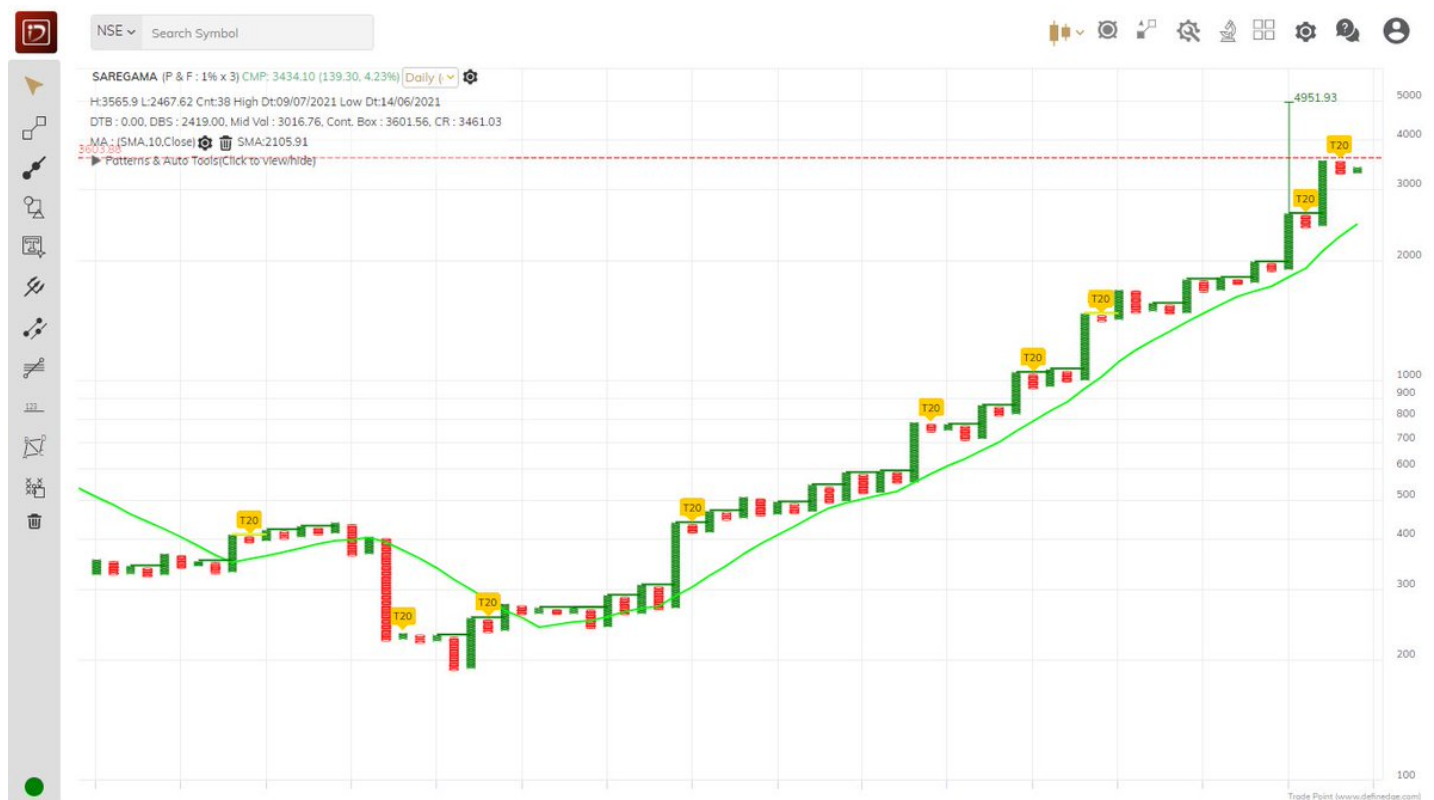 NSE
Search Symbol
SAREGAMA (P & F : 1% x 3) CMP: 3434.10 (139.30, 4.23%) Daily (
H:3565.9 L:2467.62 Cnt:38 High Dt:09/07/2021 Low Dt:14/06/2021
DTB : 0.00, DBS : 2419.00, Mid Val : 3016.76, Cont. Box : 3601.56, CR : 3461.03
MA : (SMA,10,Close) SMA:2105.91
3603.88
Patterns & Auto Tools(Click to view/hide)
4951.93
T20
T20
T20
T20
T20
T20
T20
T20
T20
5000
4000
3000
2000
1000
900
800
700
600
500
400
300
200
100
123
Trade Point (www.definedge.com)